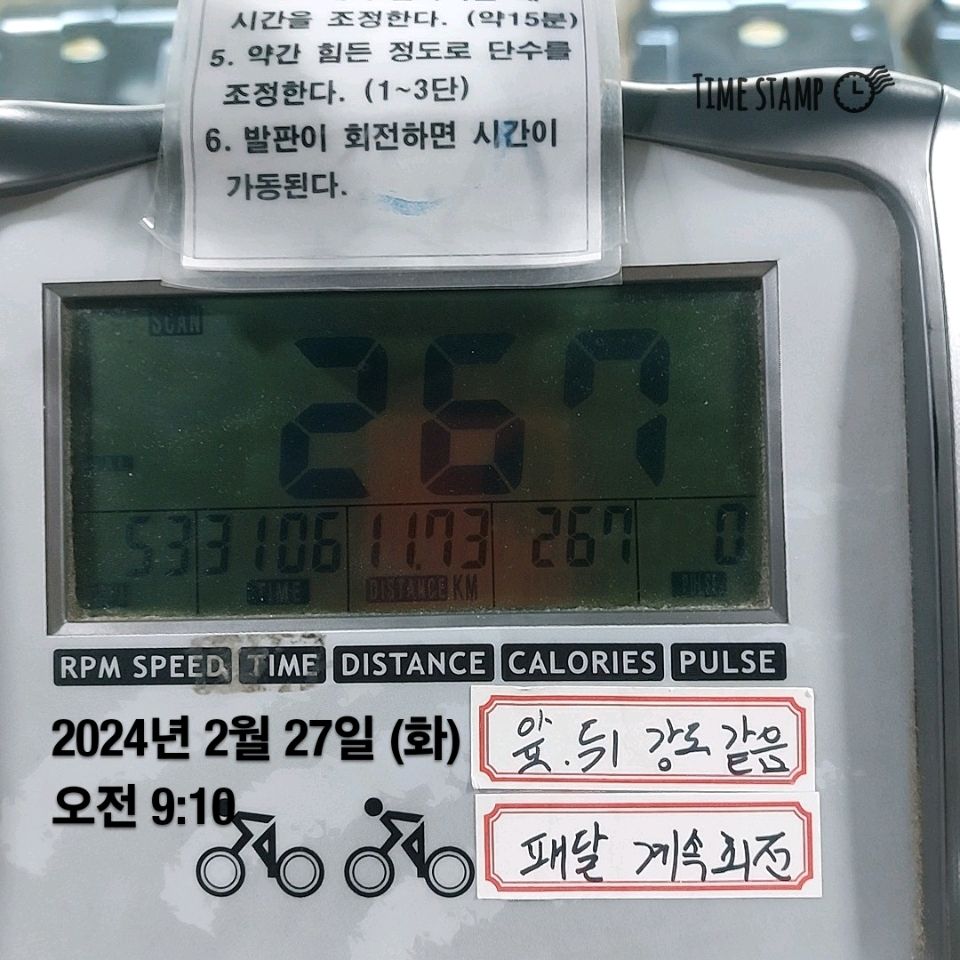 시간을 조정한다. (약15분)
5. 약간 힘든 정도로 단수를
조정한다. (1~3단)
6. 발판이 회전하면 시간이
가동된다.
TIME STAMP
SCAN
267
53 31:06 11.73 267 0
TIME DISTANCE KM PULSE
RPM SPEED TIME DISTANCE CALORIES PULSE
2024년 2월 27일 (화)
오전 9:10
앞.뒤 강도 같음
패달 계속 회전